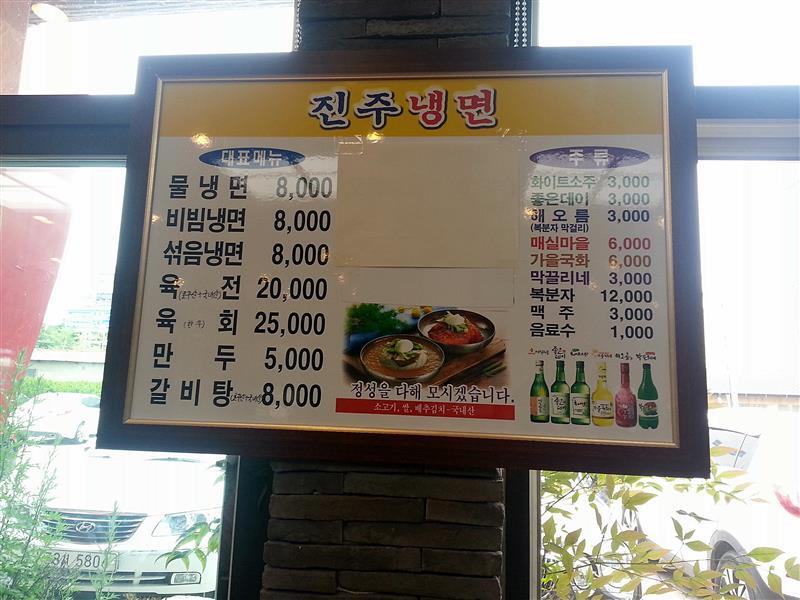 진주냉면
대표메뉴
물냉면 8,000
비빔냉면 8,000
섞음냉면 8,000
육전 20,000
육(한우)회 25,000
만두 5,000
갈비탕 8,000
정성을 다해 모시겠습니다.
소고기, 쌀, 배추김치-국내산
주류
화이트소주 3,000
좋은데이 3,000
해오름 3,000
(복분자 막걸리)
매실마을 6,000
가을국화 6,000
막끌리네 3,000
복분자 12,000
맥주 3,000
음료수 1,000